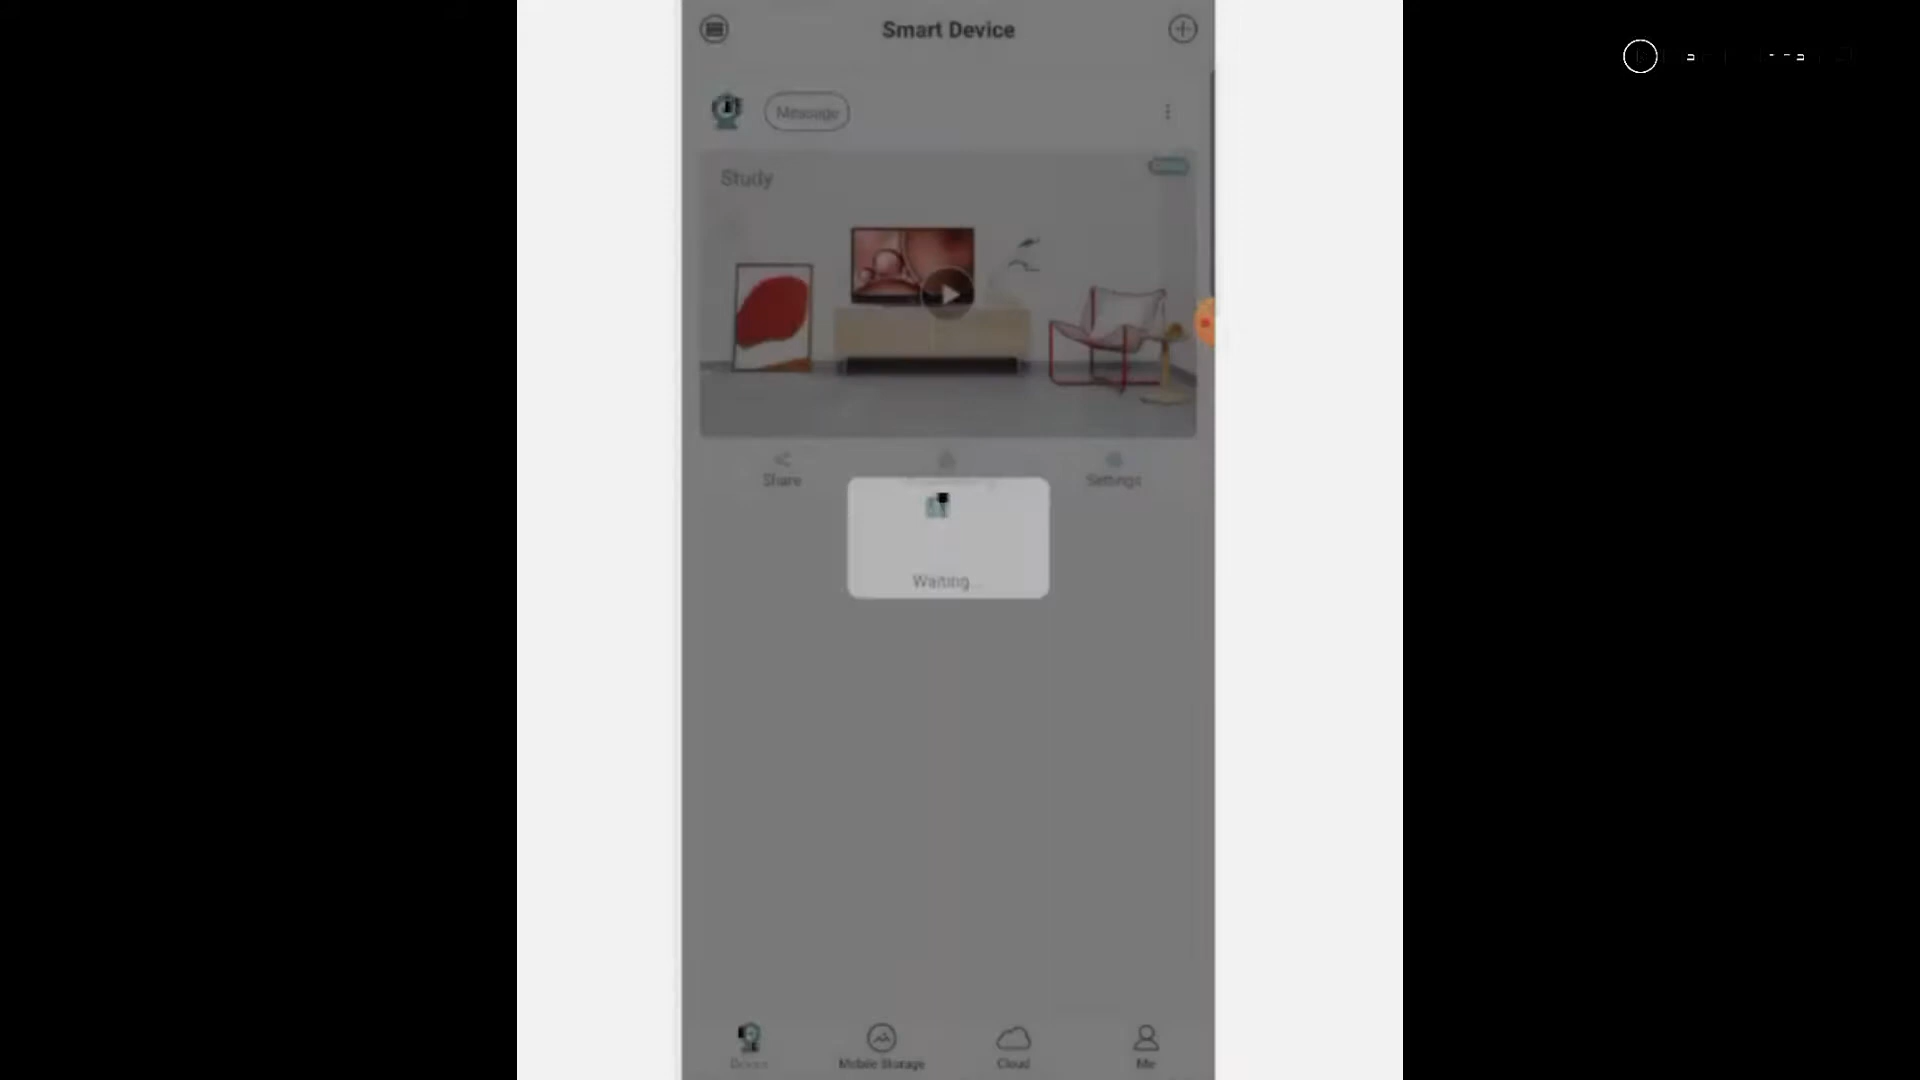 Smart Device
Message
Study
Share
Settings
Waiting...
Device
Mobile Storage
Cloud
Me